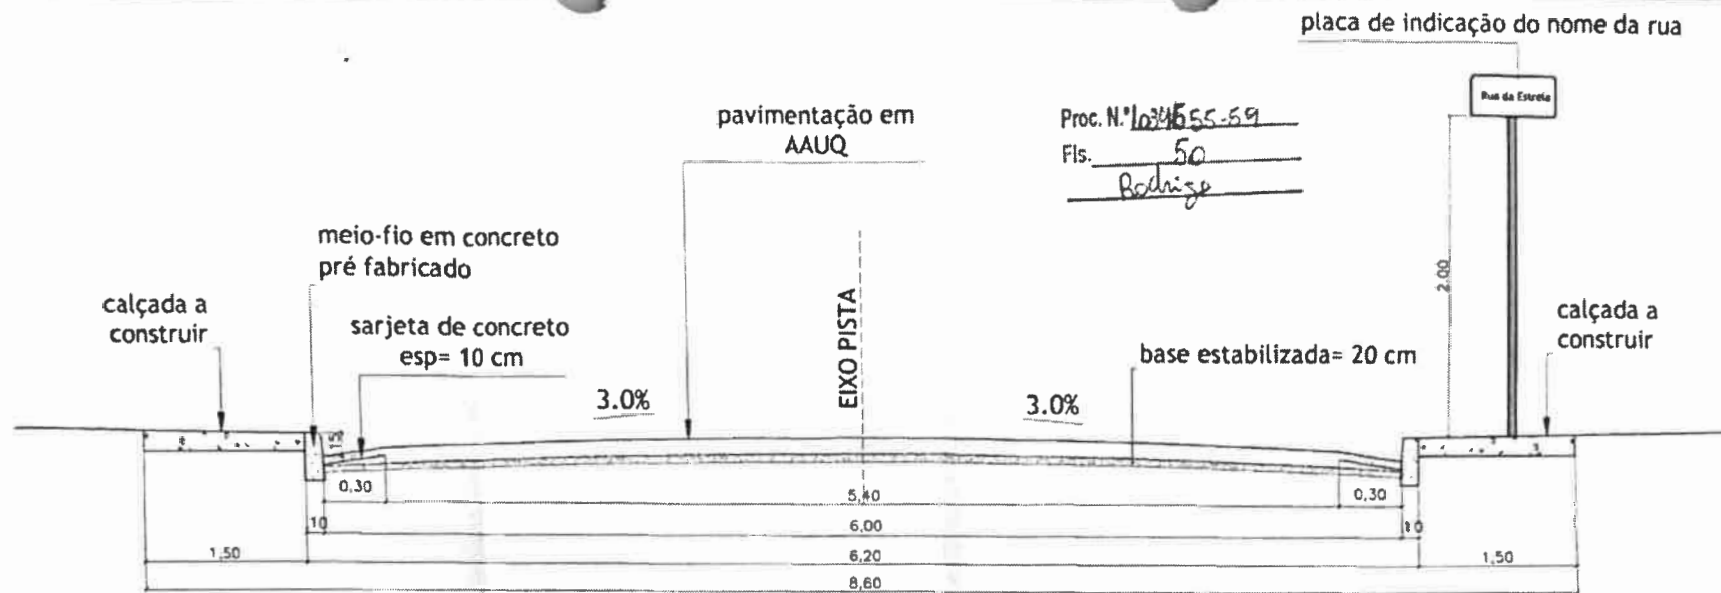 placa de indicação do nome da rua
Rua da Estrela
pavimentação em
AAUQ
Proc. N.º 1034655-59
Fls. 50
Rodrigo
meio-fio em concreto
pré fabricado
calçada a
construir
sarjeta de concreto
esp= 10 cm
EIXO PISTA
2.00
calçada a
construir
base estabilizada= 20 cm
3.0%
3.0%
15
0,30
5,40
0,30
10
6,00
10
1,50
6,20
1,50
8,60